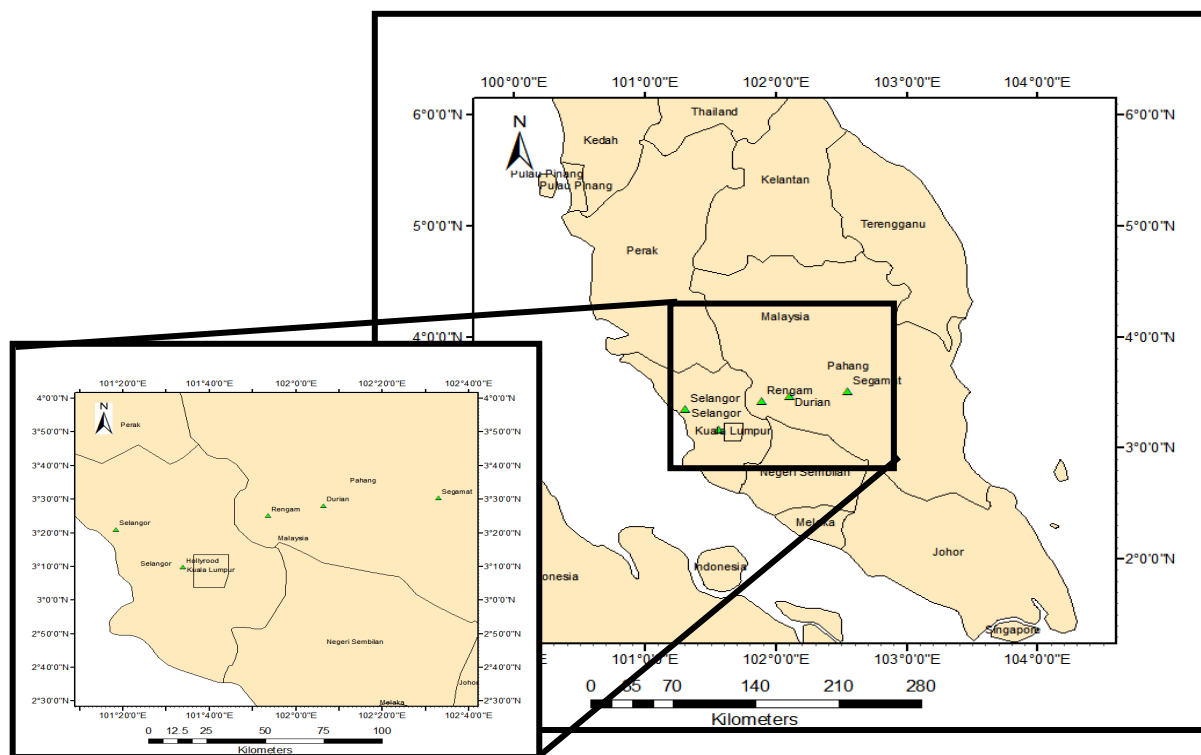 100°0'0"E 101°0'0"E 102°0'0"E 103°0'0"E 104°0'0"E
6°0'0"N 6°0'0"N
Thailand
N
Kedah
Pulau Pinang
Pulau Pinang
Kelantan
5°0'0"N 5°0'0"N
Terengganu
Perak
Malaysia
4°0'0"N 4°0'0"N
Pahang
Segamat
Rengam
Durian
Selangor
Selangor
Kuala Lumpur
3°0'0"N
Negeri Sembilan
Melaka
Johor
2°0'0"N
Indonesia
onesia
Singapore
0'0"E 101°0'0"E 102°0'0"E 103°0'0"E 104°0'0"E
0 35 70 140 210 280
Kilometers
101°20'0"E 101°40'0"E 102°0'0"E 102°20'0"E 102°40'0"E
4°0'0"N 4°0'0"N
N
Perak
3°50'0"N 3°50'0"N
3°40'0"N 3°40'0"N
Pahang
Segamat
3°30'0"N 3°30'0"N
Durian
Rengam
Selangor
3°20'0"N 3°20'0"N
Malaysia
Hollyrood
Selangor
Kuala Lumpur
3°10'0"N 3°10'0"N
3°0'0"N 3°0'0"N
2°50'0"N 2°50'0"N
Negeri Sembilan
2°40'0"N 2°40'0"N
Johor
2°30'0"N 2°30'0"N
Melaka
101°20'0"E 101°40'0"E 102°0'0"E 102°20'0"E 102°40'0"E
0 12.5 25 50 75 100
Kilometers